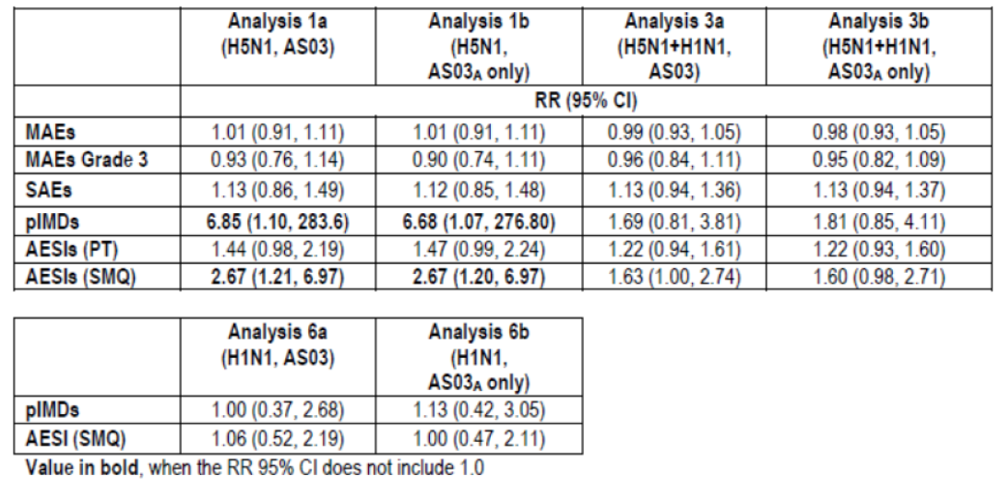 Analysis 1a (H5N1, AS03) Analysis 1b (H5N1, AS03A only) Analysis 3a (H5N1+H1N1, AS03) Analysis 3b (H5N1+H1N1, AS03A only)
RR (95% CI)
MAEs 1.01 (0.91, 1.11) 1.01 (0.91, 1.11) 0.99 (0.93, 1.05) 0.98 (0.93, 1.05)
MAEs Grade 3 0.93 (0.76, 1.14) 0.90 (0.74, 1.11) 0.96 (0.84, 1.11) 0.95 (0.82, 1.09)
SAEs 1.13 (0.86, 1.49) 1.12 (0.85, 1.48) 1.13 (0.94, 1.36) 1.13 (0.94, 1.37)
pIMDs 6.85 (1.10, 283.6) 6.68 (1.07, 276.80) 1.69 (0.81, 3.81) 1.81 (0.85, 4.11)
AESIs (PT) 1.44 (0.98, 2.19) 1.47 (0.99, 2.24) 1.22 (0.94, 1.61) 1.22 (0.93, 1.60)
AESIs (SMQ) 2.67 (1.21, 6.97) 2.67 (1.20, 6.97) 1.63 (1.00, 2.74) 1.60 (0.98, 2.71)
Analysis 6a (H1N1, AS03) Analysis 6b (H1N1, AS03A only)
pIMDs 1.00 (0.37, 2.68) 1.13 (0.42, 3.05)
AESI (SMQ) 1.06 (0.52, 2.19) 1.00 (0.47, 2.11)
Value in bold, when the RR 95% CI does not include 1.0